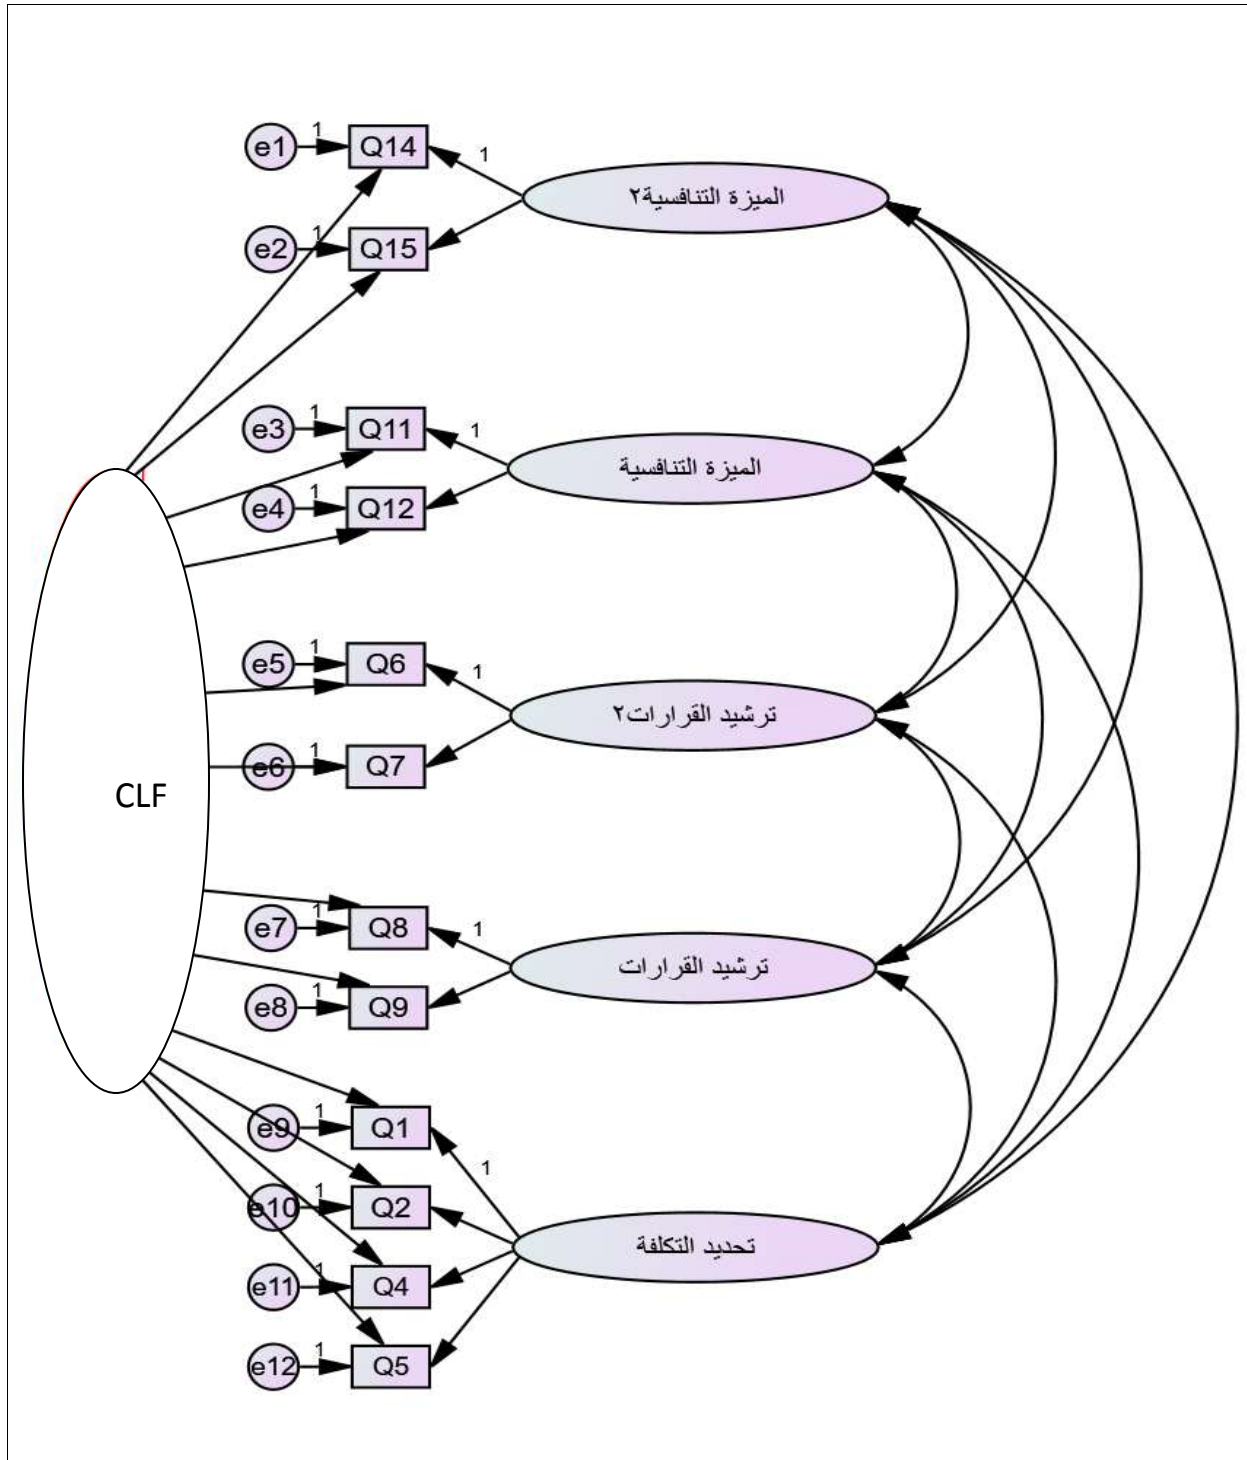 e1 1 Q14 1
الميزة التنافسية٢
e2 1 Q15
e3 1 Q11 1
الميزة التنافسية
e4 1 Q12
e5 1 Q6 1
ترشيد القرارات٢
e6 1 Q7
CLF
e7 1 Q8 1
ترشيد القرارات
e8 1 Q9
e9 1 Q1
1
e10 1 Q2
تحديد التكلفة
e11 1 Q4
e12 1 Q5